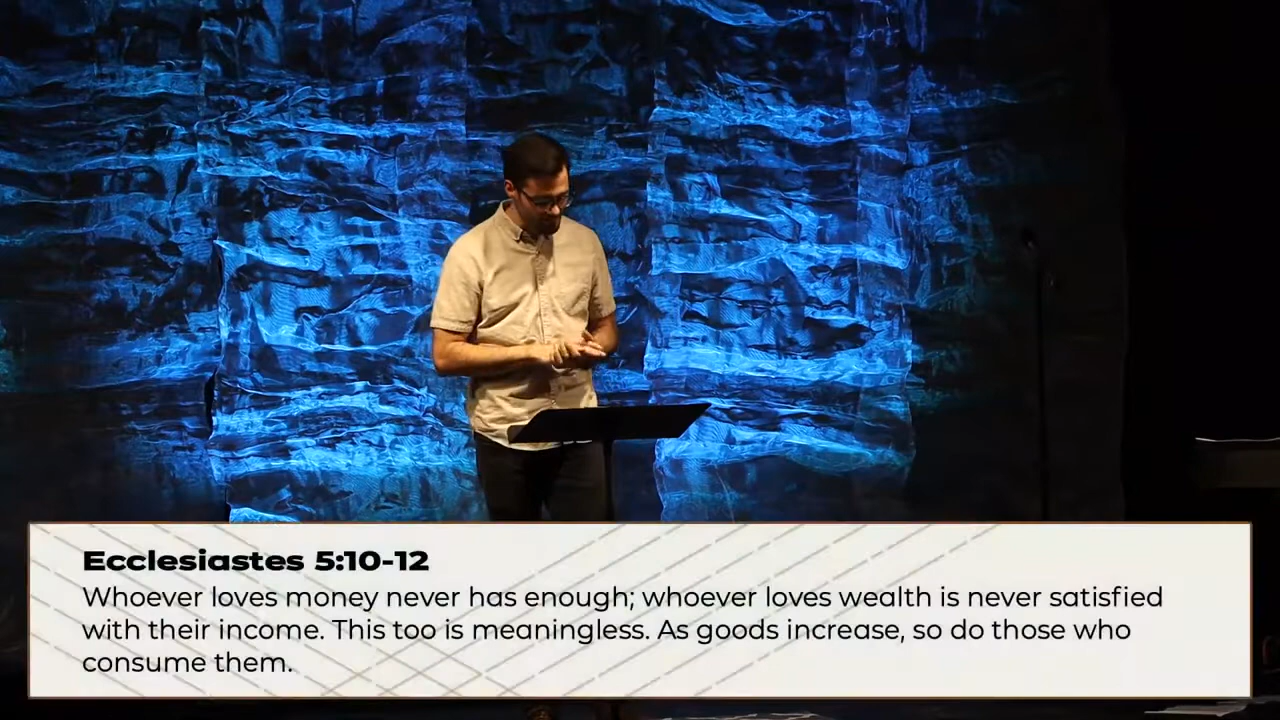 Ecclesiastes 5:10-12
Whoever loves money never has enough; whoever loves wealth is never satisfied
with their income. This too is meaningless. As goods increase, so do those who
consume them.